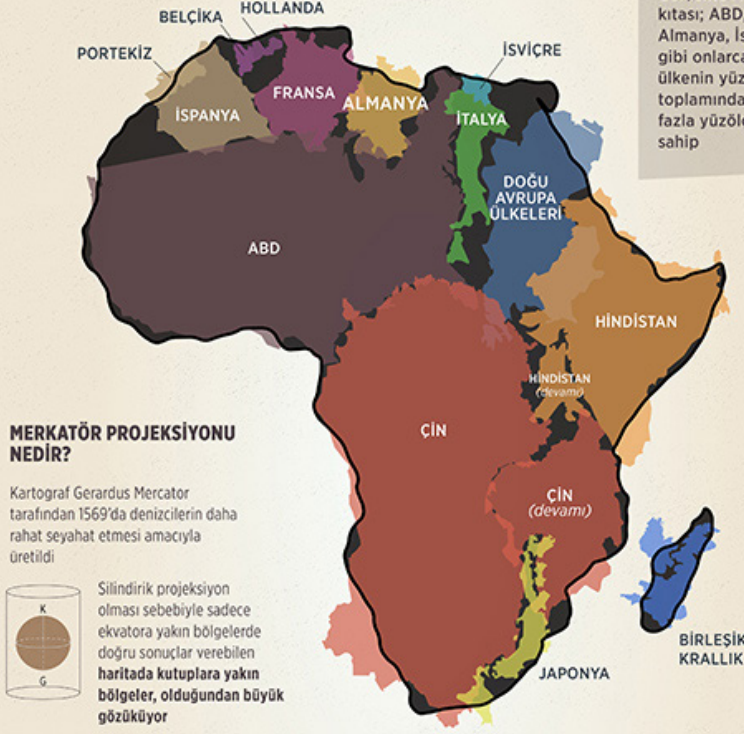 BELÇİKA
HOLLANDA
PORTEKİZ
İSVİÇRE
İSPANYA
FRANSA
ALMANYA
İTALYA
kıtası; ABD
Almanya,
gibi onlarca
ülkenin
toplamında
fazla
sahip
DOĞU
AVRUPA
ÜLKELERİ
ABD
HİNDİSTAN
HİNDİSTAN
(devamı)
ÇİN
ÇİN
(devamı)
MERKATÖR PROJEKSİYONU
NEDİR?
Kartograf Gerardus Mercator
tarafından 1569'da denizcilerin daha
rahat seyahat etmesi amacıyla
üretildi
K
G
Silindirik projeksiyon
olması sebebiyle sadece
ekvatora yakın bölgelerde
doğru sonuçlar verebilen
haritada kutuplara yakın
bölgeler, olduğundan büyük
gözüküyor
JAPONYA
BİRLEŞİK
KRALLIK